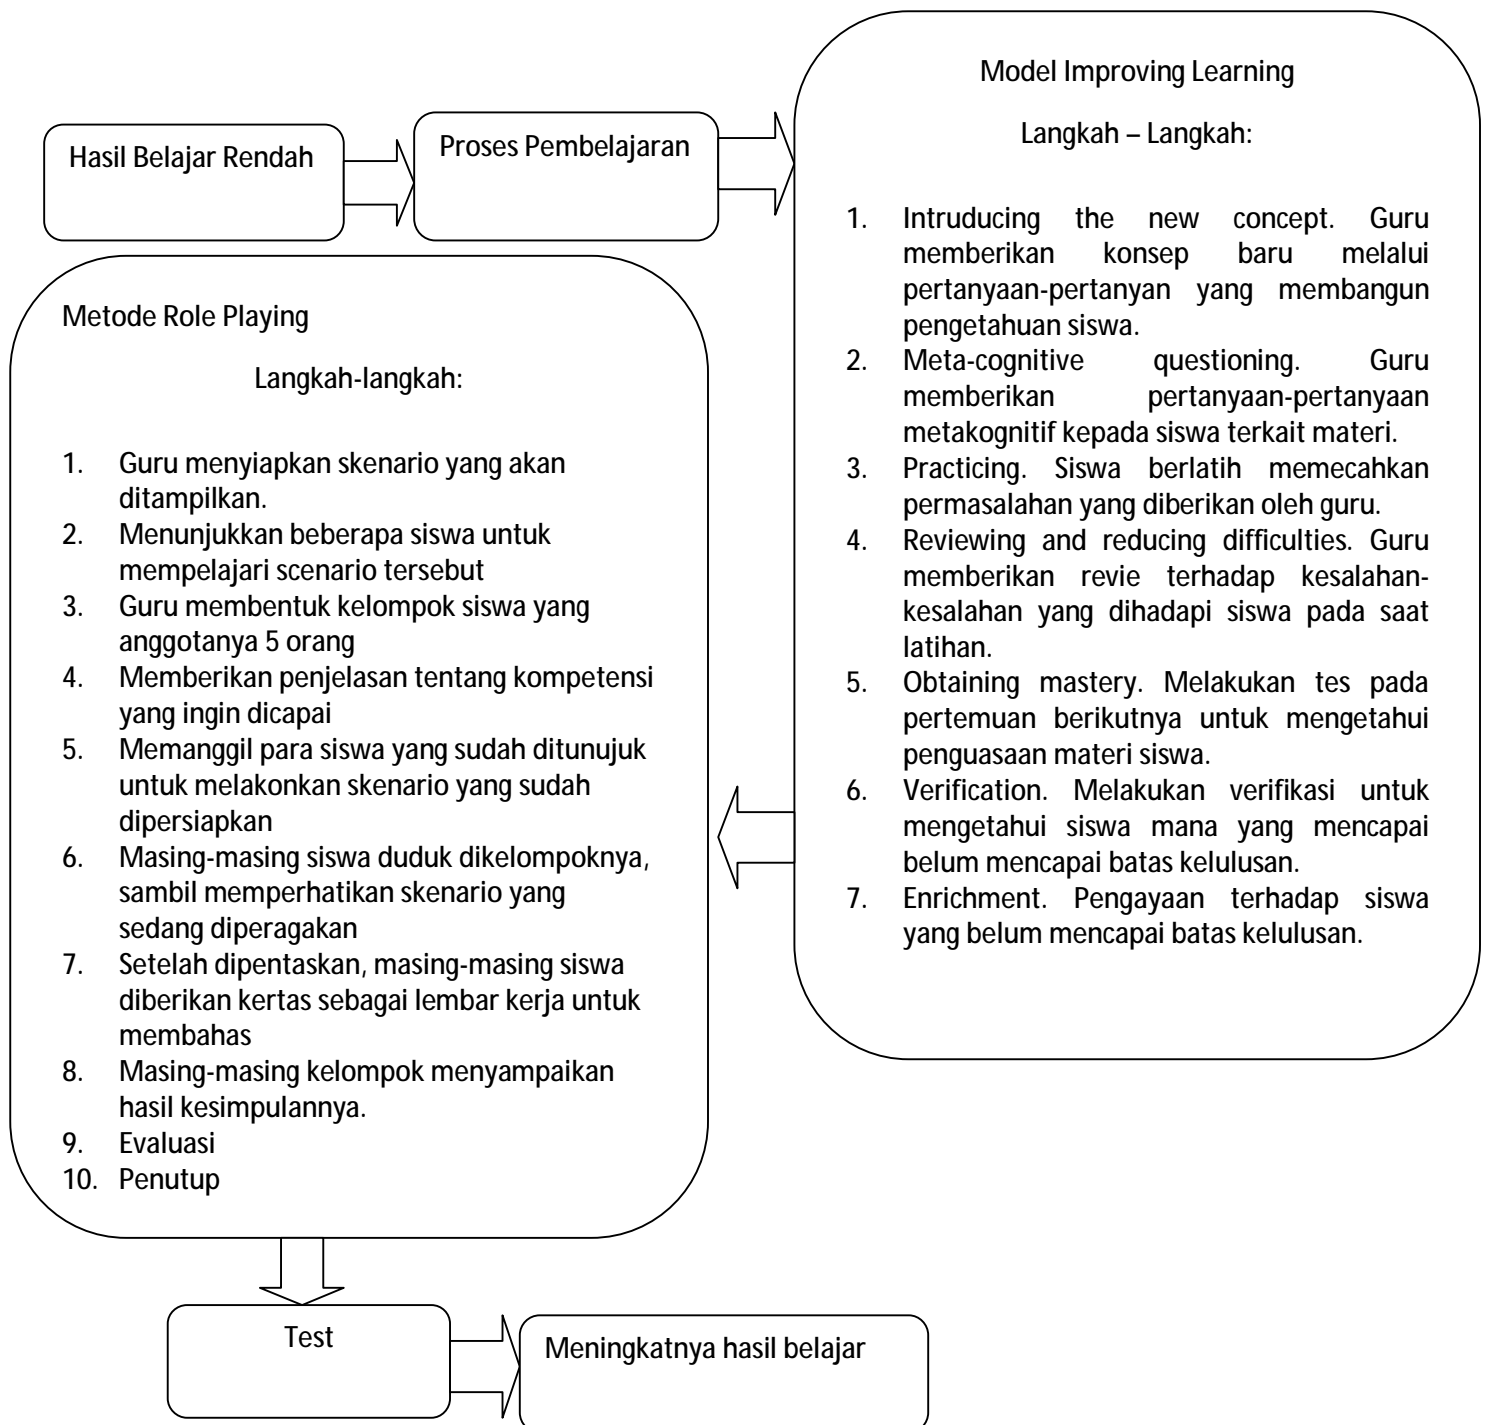 Hasil Belajar Rendah
Proses Pembelajaran
Model Improving Learning
Langkah – Langkah:
1. Intruducing the new concept. Guru
memberikan konsep baru melalui
pertanyaan-pertanyan yang membangun
pengetahuan siswa.
2. Meta-cognitive questioning. Guru
memberikan pertanyaan-pertanyaan
metakognitif kepada siswa terkait materi.
3. Practicing. Siswa berlatih memecahkan
permasalahan yang diberikan oleh guru.
4. Reviewing and reducing difficulties. Guru
memberikan revie terhadap kesalahan-
kesalahan yang dihadapi siswa pada saat
latihan.
5. Obtaining mastery. Melakukan tes pada
pertemuan berikutnya untuk mengetahui
penguasaan materi siswa.
6. Verification. Melakukan verifikasi untuk
mengetahui siswa mana yang mencapai
belum mencapai batas kelulusan.
7. Enrichment. Pengayaan terhadap siswa
yang belum mencapai batas kelulusan.
Metode Role Playing
Langkah-langkah:
1. Guru menyiapkan skenario yang akan
ditampilkan.
2. Menunjukkan beberapa siswa untuk
mempelajari scenario tersebut
3. Guru membentuk kelompok siswa yang
anggotanya 5 orang
4. Memberikan penjelasan tentang kompetensi
yang ingin dicapai
5. Memanggil para siswa yang sudah ditunujuk
untuk melakonkan skenario yang sudah
dipersiapkan
6. Masing-masing siswa duduk dikelompoknya,
sambil memperhatikan skenario yang
sedang diperagakan
7. Setelah dipentaskan, masing-masing siswa
diberikan kertas sebagai lembar kerja untuk
membahas
8. Masing-masing kelompok menyampaikan
hasil kesimpulannya.
9. Evaluasi
10. Penutup
Test
Meningkatnya hasil belajar